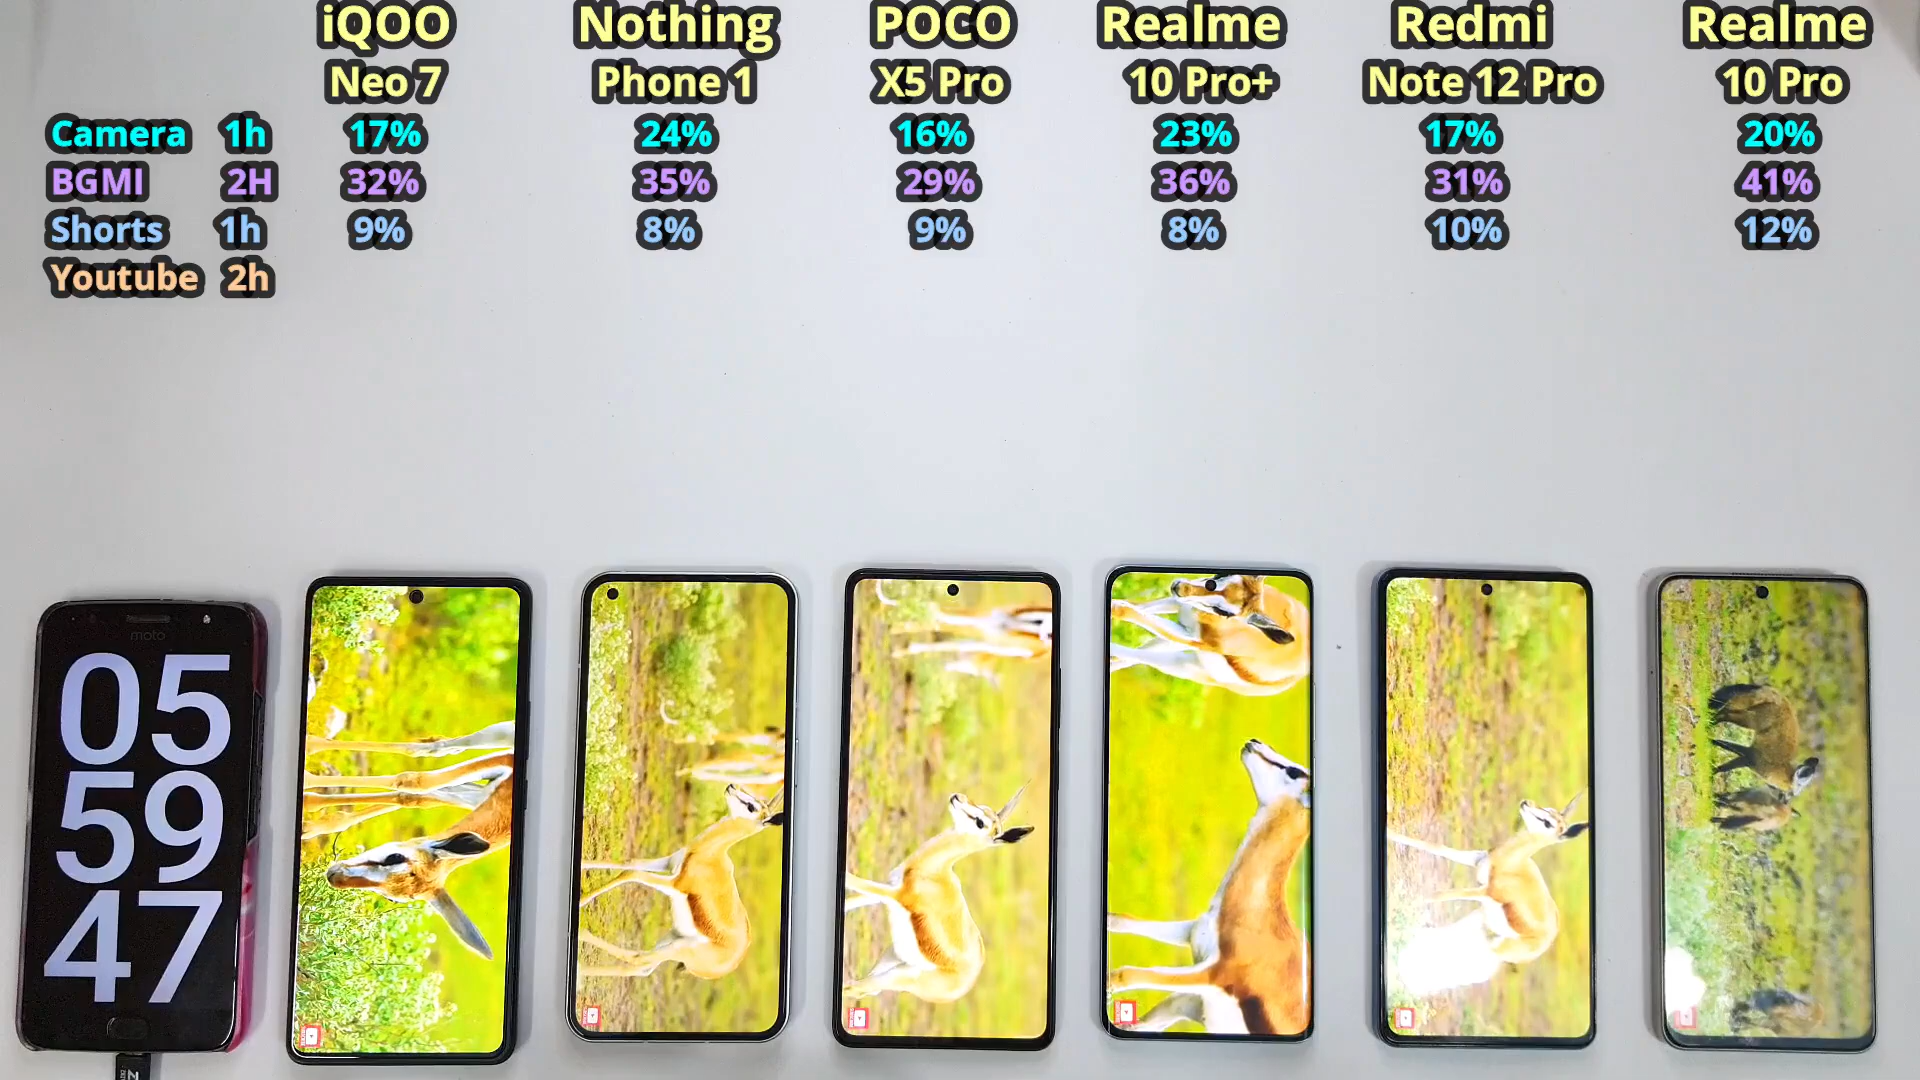 iQOO Nothing POCO Realme Redmi Realme
Neo 7 Phone 1 X5 Pro 10 Pro+ Note 12 Pro 10 Pro
Camera 1h 17% 24% 16% 23% 17% 20%
BGMI 2H 32% 35% 29% 36% 31% 41%
Shorts 1h 9% 8% 9% 8% 10% 12%
Youtube 2h
moto
05
59
47